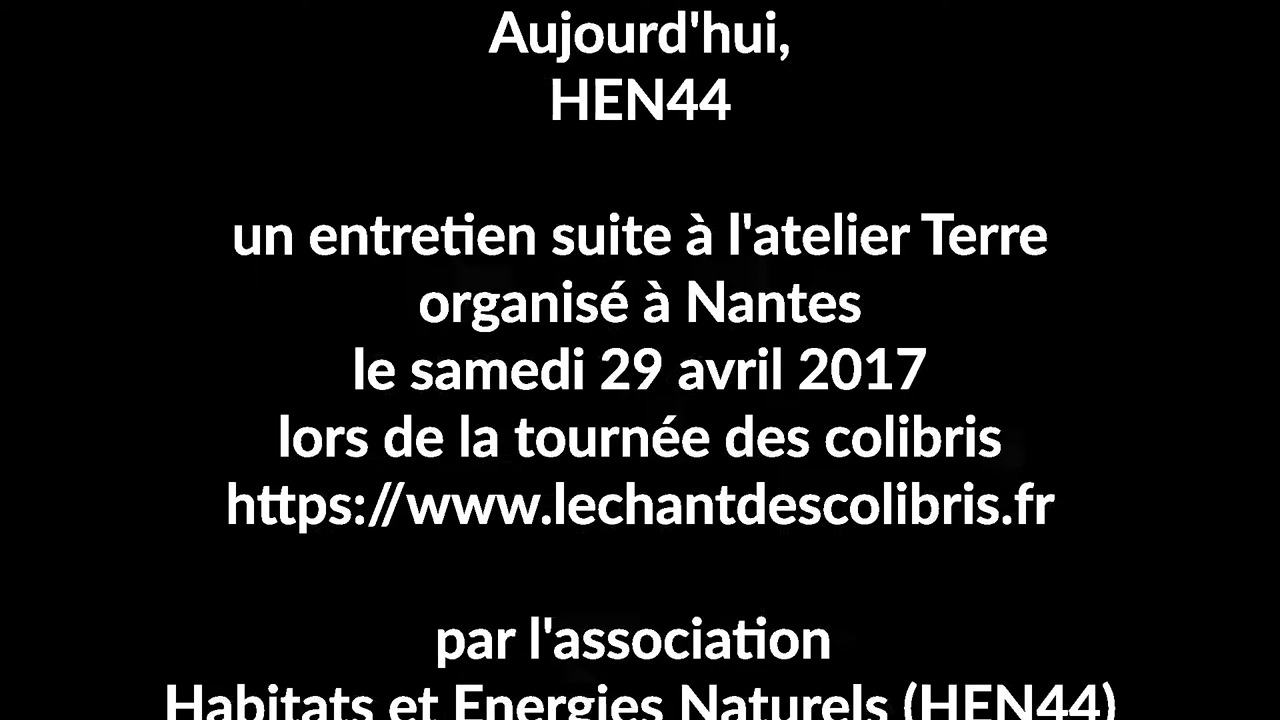 Aujourd'hui,
HEN44
un entretien suite à l'atelier Terre
organisé à Nantes
le samedi 29 avril 2017
lors de la tournée des colibris
https://www.lechantdescolibris.fr
par l'association
Habitats et Energies Naturels (HEN44)